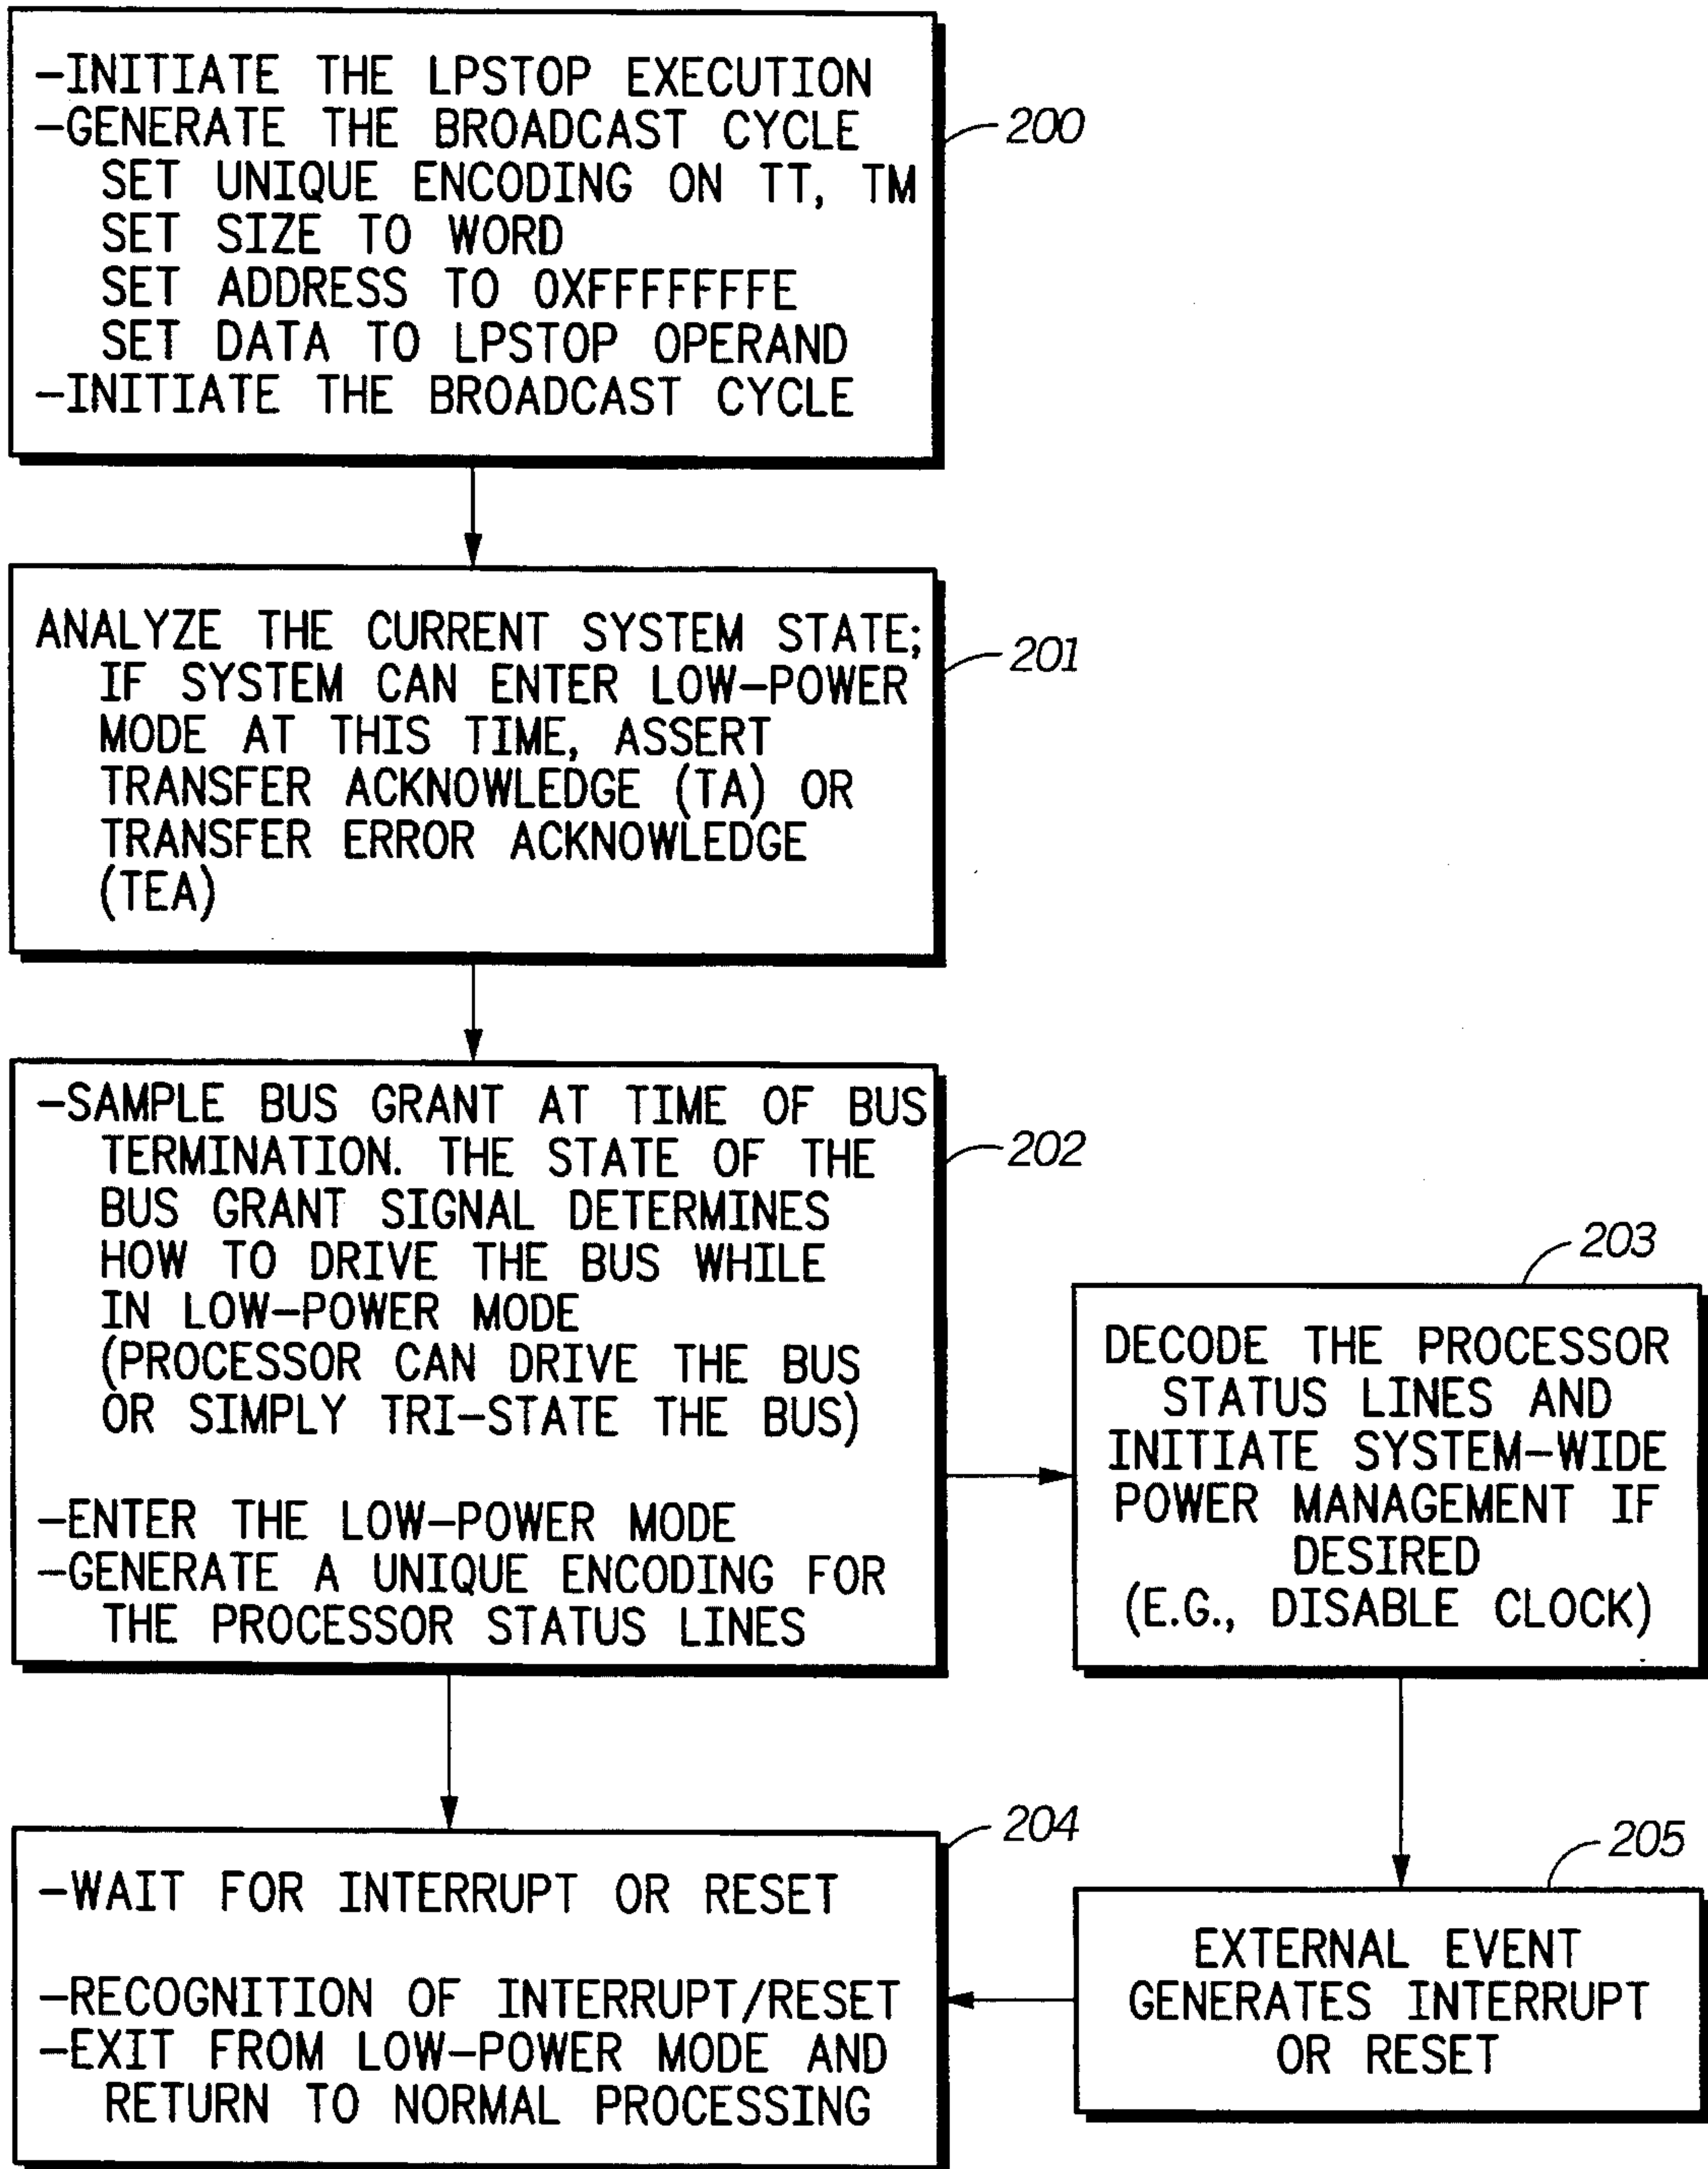 -INITIATE THE LPSTOP EXECUTION
-GENERATE THE BROADCAST CYCLE
SET UNIQUE ENCODING ON TT, TM
SET SIZE TO WORD
SET ADDRESS TO 0XFFFFFFFE
SET DATA TO LPSTOP OPERAND
-INITIATE THE BROADCAST CYCLE
200
ANALYZE THE CURRENT SYSTEM STATE;
IF SYSTEM CAN ENTER LOW-POWER
MODE AT THIS TIME, ASSERT
TRANSFER ACKNOWLEDGE (TA) OR
TRANSFER ERROR ACKNOWLEDGE
(TEA)
201
-SAMPLE BUS GRANT AT TIME OF BUS
TERMINATION. THE STATE OF THE
BUS GRANT SIGNAL DETERMINES
HOW TO DRIVE THE BUS WHILE
IN LOW-POWER MODE
(PROCESSOR CAN DRIVE THE BUS
OR SIMPLY TRI-STATE THE BUS)
-ENTER THE LOW-POWER MODE
-GENERATE A UNIQUE ENCODING FOR
THE PROCESSOR STATUS LINES
202
203
DECODE THE PROCESSOR
STATUS LINES AND
INITIATE SYSTEM-WIDE
POWER MANAGEMENT IF
DESIRED
(E.G., DISABLE CLOCK)
204
-WAIT FOR INTERRUPT OR RESET
-RECOGNITION OF INTERRUPT/RESET
-EXIT FROM LOW-POWER MODE AND
RETURN TO NORMAL PROCESSING
205
EXTERNAL EVENT
GENERATES INTERRUPT
OR RESET